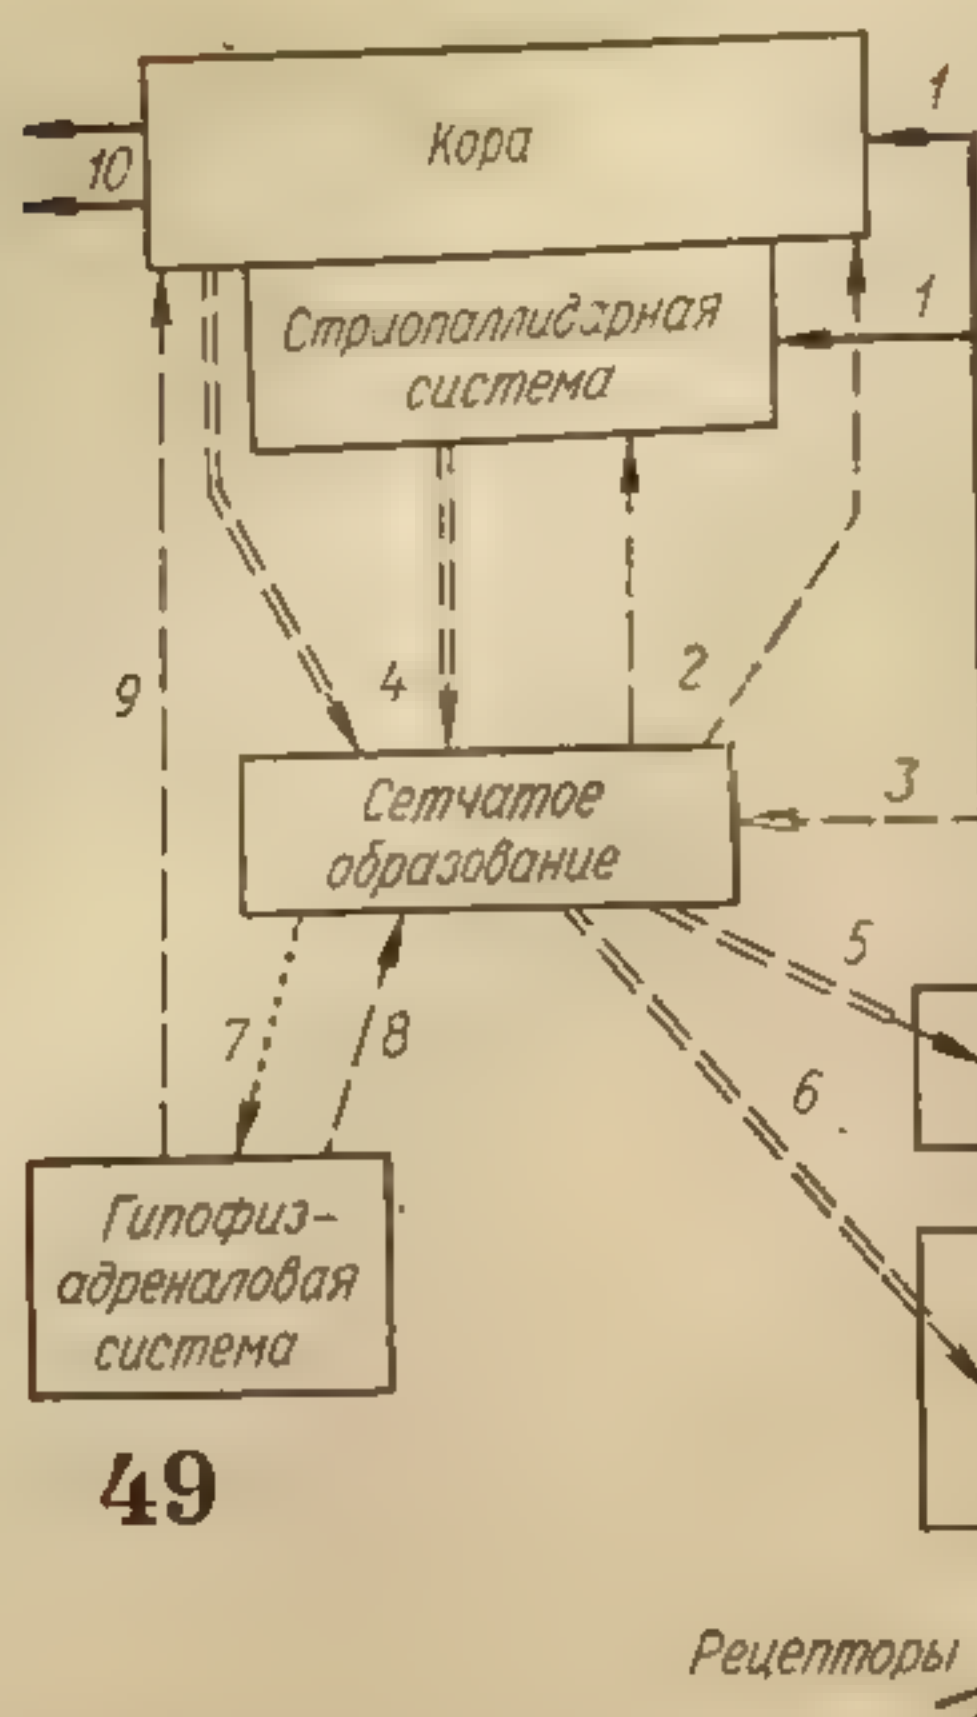 1
Кора
10
1
Стриопаллидарная
система
9
4
2
3
Сетчатое
образование
5
7
8
6
Гипофиз-
адреналовая
система
49
Рецепторы